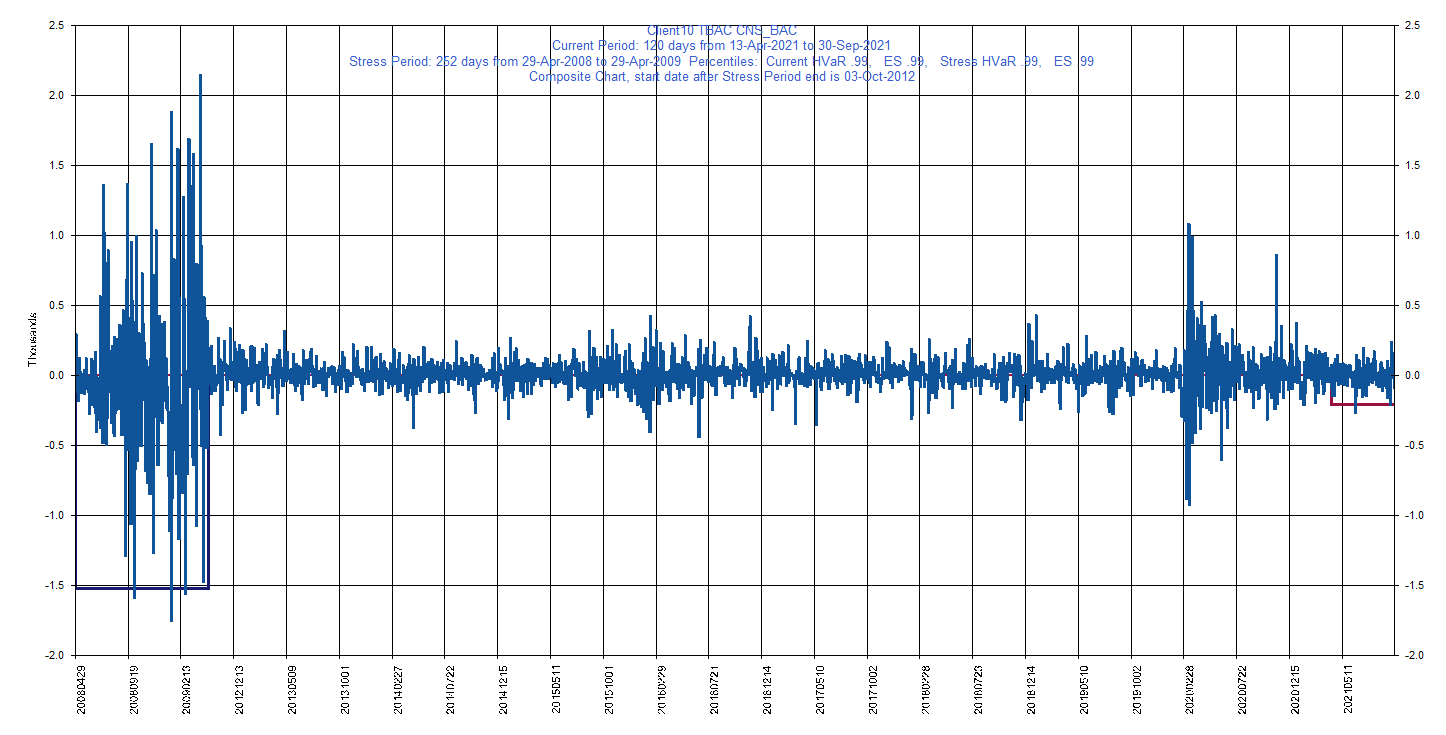 Client10 TBAC CNS_BAC
Current Period: 120 days from 13-Apr-2021 to 30-Sep-2021
Stress Period: 252 days from 29-Apr-2008 to 29-Apr-2009 Percentiles: Current HVaR .99, ES .99, Stress HVaR .99, ES .99
Composite Chart, start date after Stress Period end is 03-Oct-2012
2.5 2.5
2.0 2.0
1.5 1.5
1.0 1.0
0.5 0.5
Thousands
0.0 0.0
-0.5 -0.5
-1.0 -1.0
-1.5 -1.5
-2.0 -2.0
20080429 20080919 20090213 20121213 20130509 20131001 20140227 20140722 20141215 20150511 20151001 20160229 20160721 20161214 20170510 20171002 20180228 20180723 20181214 20190510 20191002 20200228 20200722 20201215 20210511